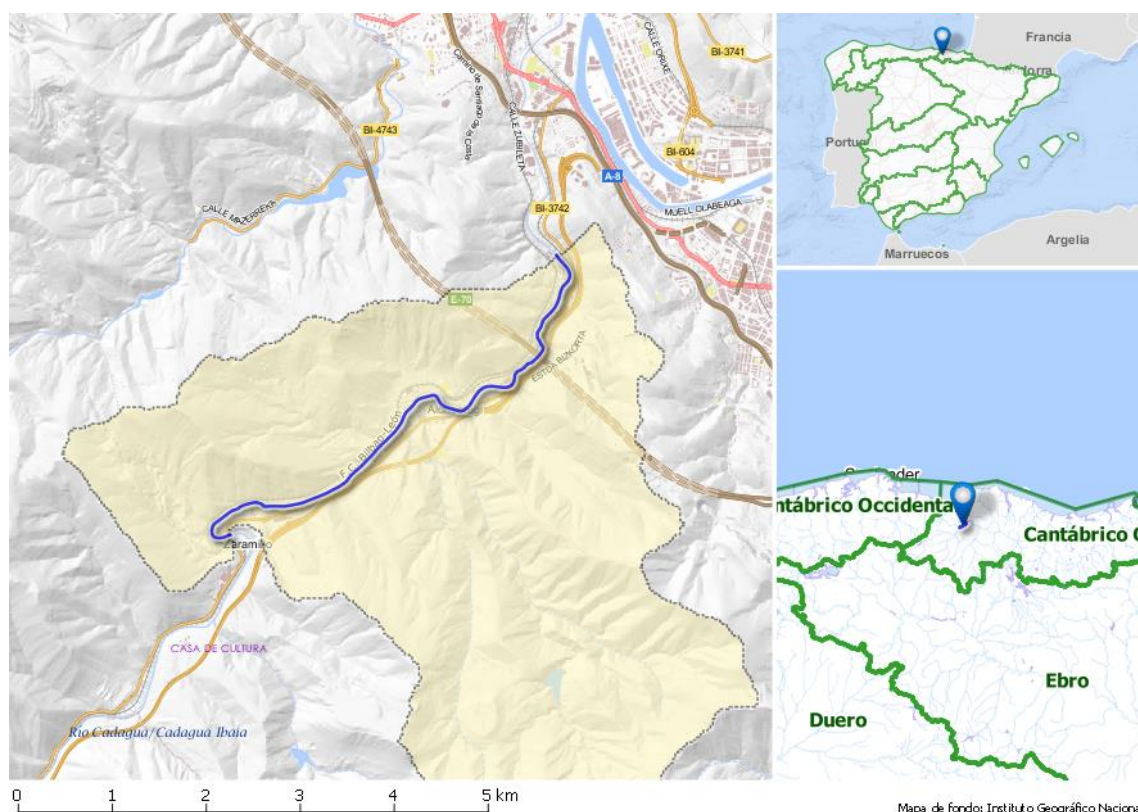 BI-4743
Camino de Santiago de la Costa
CALLE ZUBILETA
CALLE ORIXE
BI-3741
BI-604
A-8
CALLE MAZERREKA
BI-3742
MUELL OLABEAGA
E-70
ESTDA BIZKORTA
F.C. Bilbao-León
Zaramillo
CASA DE CULTURA
Río Cadagua/Cadagua Ibaia
0 1 2 3 4 5 km
Francia
Portug
Marruecos
Argelia
ntábrico Occidenta
Cantábrico O
Ebro
Duero
Mapa de fondo: Instituto Geográfico Naciona